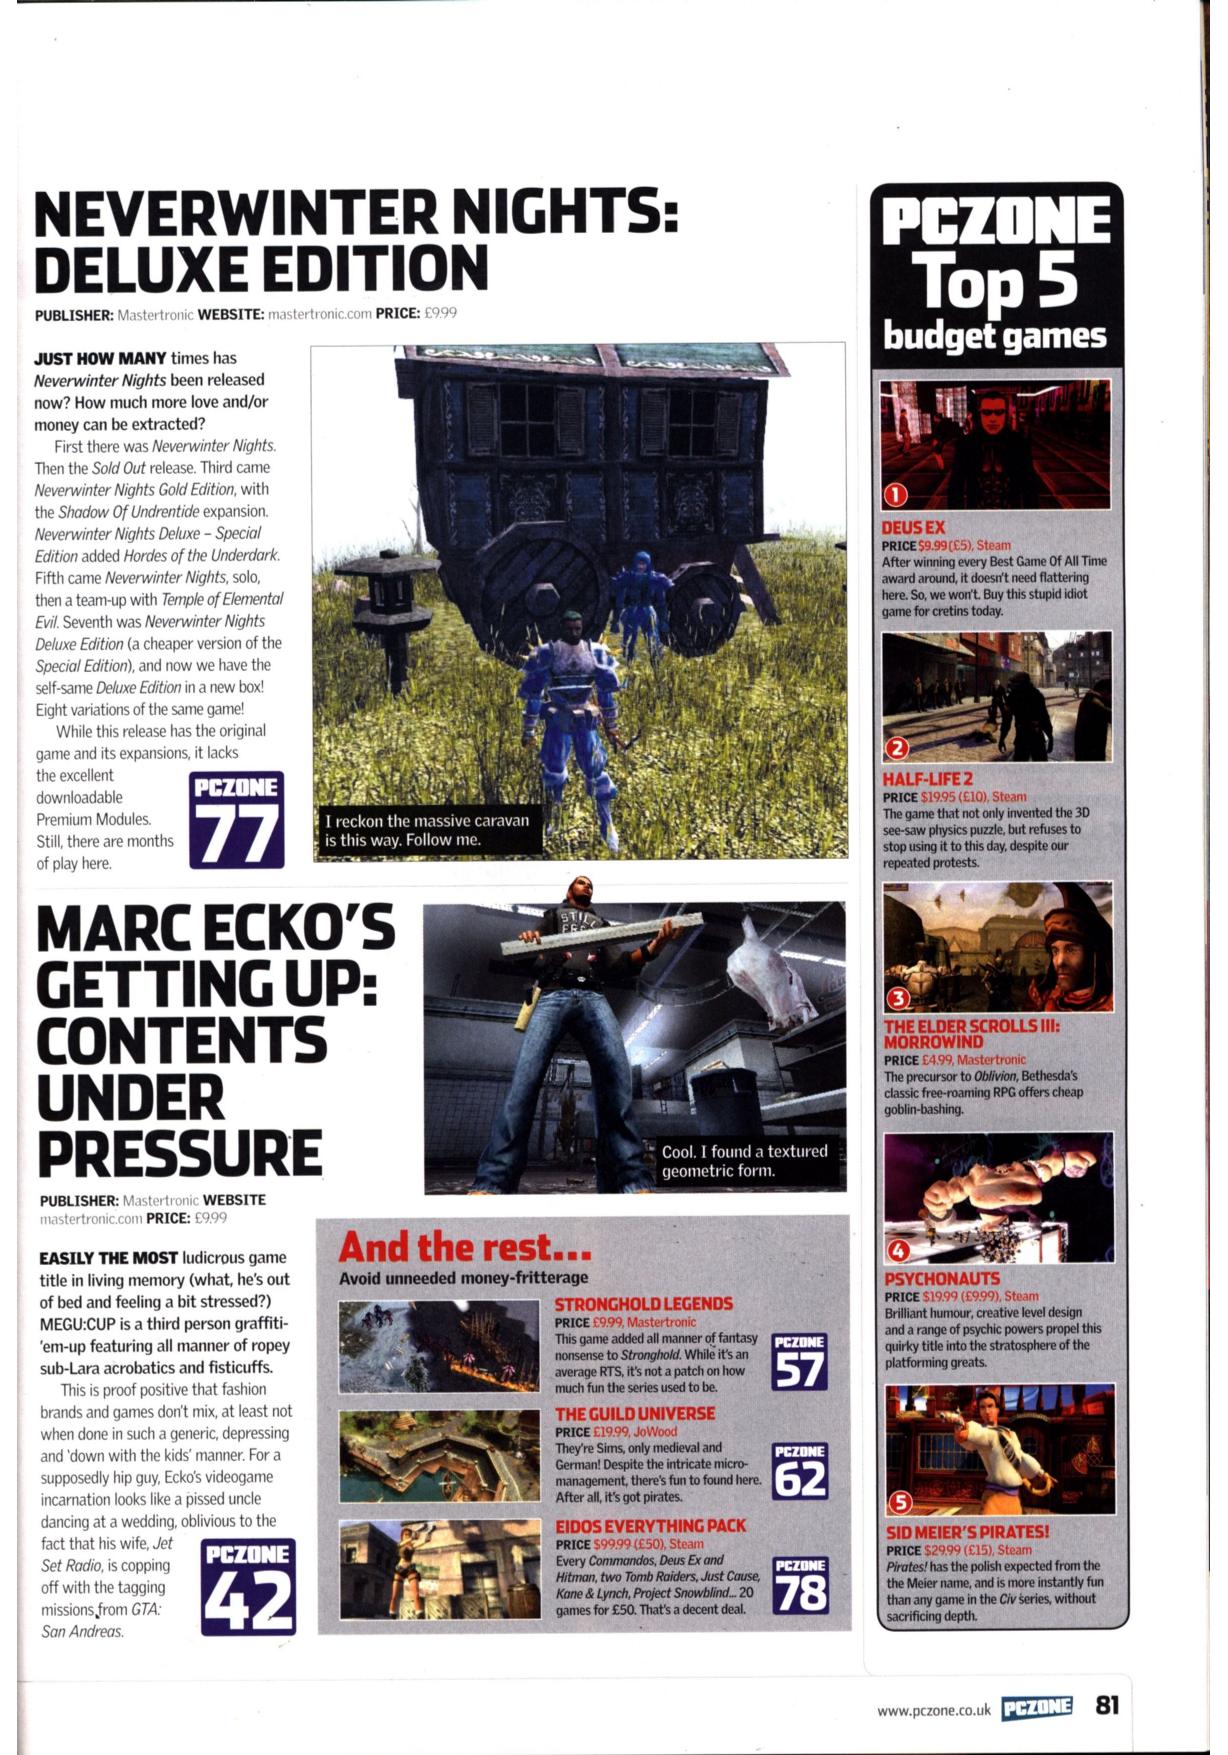 NEVERWINTER NIGHTS:
DELUXE EDITION
PUBLISHER: Mastertronic WEBSITE: mastertronic.com PRICE: £9.99
JUST HOW MANY times has
Neverwinter Nights been released
now? How much more love and/or
money can be extracted?
First there was Neverwinter Nights.
Then the Sold Out release. Third came
Neverwinter Nights Gold Edition, with
the Shadow Of Undrentide expansion.
Neverwinter Nights Deluxe – Special
Edition added Hordes of the Underdark.
Fifth came Neverwinter Nights, solo,
then a team-up with Temple of Elemental
Evil. Seventh was Neverwinter Nights
Deluxe Edition (a cheaper version of the
Special Edition), and now we have the
self-same Deluxe Edition in a new box!
Eight variations of the same game!
While this release has the original
game and its expansions, it lacks
the excellent
downloadable
Premium Modules.
Still, there are months
of play here.
PCZONE
77
I reckon the massive caravan
is this way. Follow me.
MARC ECKO'S
GETTING UP:
CONTENTS
UNDER
PRESSURE
PUBLISHER: Mastertronic WEBSITE
mastertronic.com PRICE: £9.99
EASILY THE MOST ludicrous game
title in living memory (what, he's out
of bed and feeling a bit stressed?)
MEGU:CUP is a third person graffiti-
'em-up featuring all manner of ropey
sub-Lara acrobatics and fisticuffs.
This is proof positive that fashion
brands and games don't mix, at least not
when done in such a generic, depressing
and 'down with the kids' manner. For a
supposedly hip guy, Ecko's videogame
incarnation looks like a pissed uncle
dancing at a wedding, oblivious to the
fact that his wife, Jet
Set Radio, is copping
off with the tagging
missions from GTA:
San Andreas.
PCZONE
42
STILL
FREE
Cool. I found a textured
geometric form.
And the rest...
Avoid unneeded money-fritterage
STRONGHOLD LEGENDS
PRICE £9.99, Mastertronic
This game added all manner of fantasy
nonsense to Stronghold. While it's an
average RTS, it's not a patch on how
much fun the series used to be.
PCZONE
57
THE GUILD UNIVERSE
PRICE £19.99, JoWood
They're Sims, only medieval and
German! Despite the intricate micro-
management, there's fun to found here.
After all, it's got pirates.
PCZONE
62
EIDOS EVERYTHING PACK
PRICE $99.99 (£50), Steam
Every Commandos, Deus Ex and
Hitman, two Tomb Raiders, Just Cause,
Kane & Lynch, Project Snowblind... 20
games for £50. That's a decent deal.
PCZONE
78
PCZONE
Top 5
budget games
1
DEUS EX
PRICE $9.99 (£5), Steam
After winning every Best Game Of All Time
award around, it doesn't need flattering
here. So, we won't. Buy this stupid idiot
game for cretins today.
2
HALF-LIFE 2
PRICE $19.95 (£10), Steam
The game that not only invented the 3D
see-saw physics puzzle, but refuses to
stop using it to this day, despite our
repeated protests.
3
THE ELDER SCROLLS III:
MORROWIND
PRICE £4.99, Mastertronic
The precursor to Oblivion, Bethesda's
classic free-roaming RPG offers cheap
goblin-bashing.
4
PSYCHONAUTS
PRICE $19.99 (£9.99), Steam
Brilliant humour, creative level design
and a range of psychic powers propel this
quirky title into the stratosphere of the
platforming greats.
5
SID MEIER'S PIRATES!
PRICE $29.99 (£15), Steam
Pirates! has the polish expected from the
the Meier name, and is more instantly fun
than any game in the Civ series, without
sacrificing depth.
www.pczone.co.uk PCZONE 81